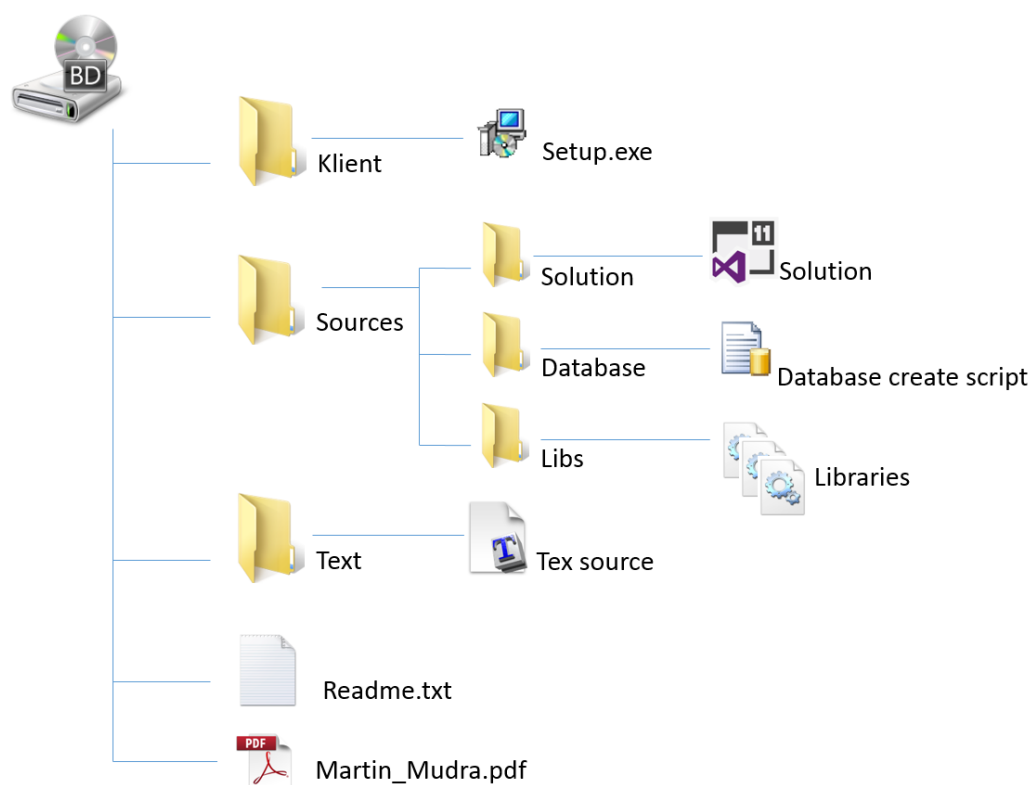 BD
Klient
Setup.exe
Sources
Solution
11
Solution
Database
Database create script
Libs
Libraries
Text
T
Tex source
Readme.txt
PDF
Martin_Mudra.pdf